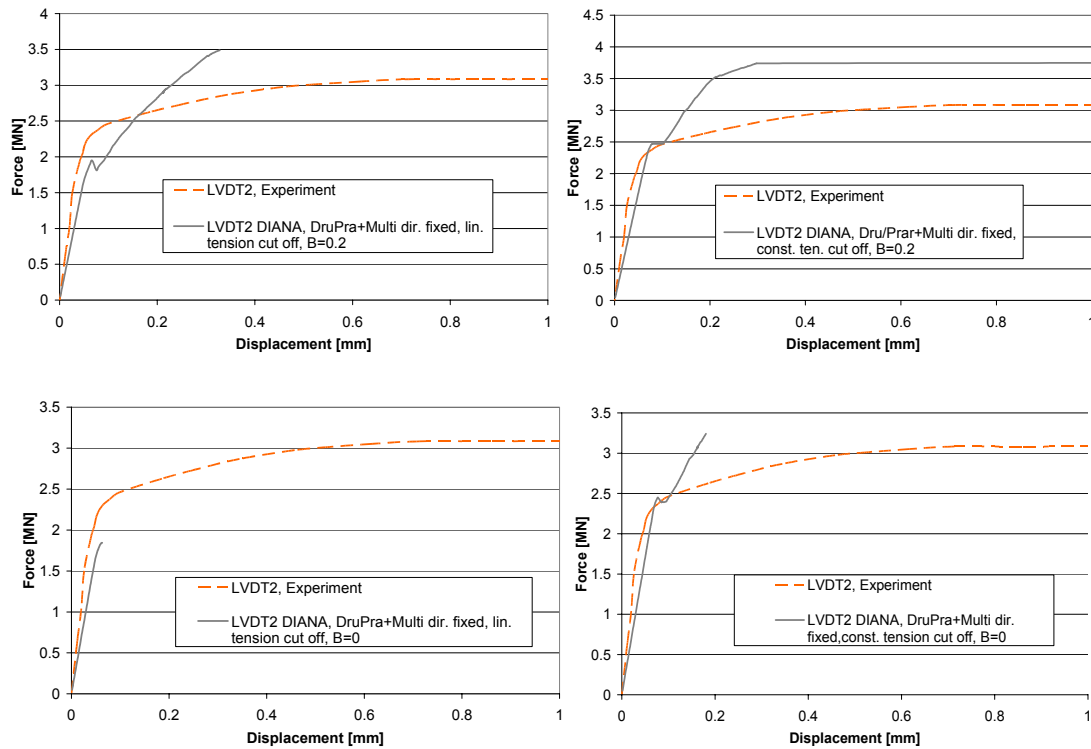 4
3.5
3
2.5
2
1.5
1
0.5
0
Force [MN]
LVDT2, Experiment
LVDT2 DIANA, DruPra+Multi dir. fixed, lin.
tension cut off, B=0.2
0 0.2 0.4 0.6 0.8 1
Displacement [mm]
4.5
4
3.5
3
2.5
2
1.5
1
0.5
0
Force [MN]
LVDT2, Experiment
LVDT2 DIANA, Dru/Prar+Multi dir. fixed,
const. ten. cut off, B=0.2
0 0.2 0.4 0.6 0.8 1
Displacement [mm]
3.5
3
2.5
2
1.5
1
0.5
0
Force [MN]
LVDT2, Experiment
LVDT2 DIANA, DruPra+Multi dir. fixed, lin.
tension cut off, B=0
0 0.2 0.4 0.6 0.8 1
Displacement [mm]
3.5
3
2.5
2
1.5
1
0.5
0
Force [MN]
LVDT2, Experiment
LVDT2 DIANA, DruPra+Multi dir.
fixed,const. tension cut off, B=0
0 0.2 0.4 0.6 0.8 1
Displacement [mm]